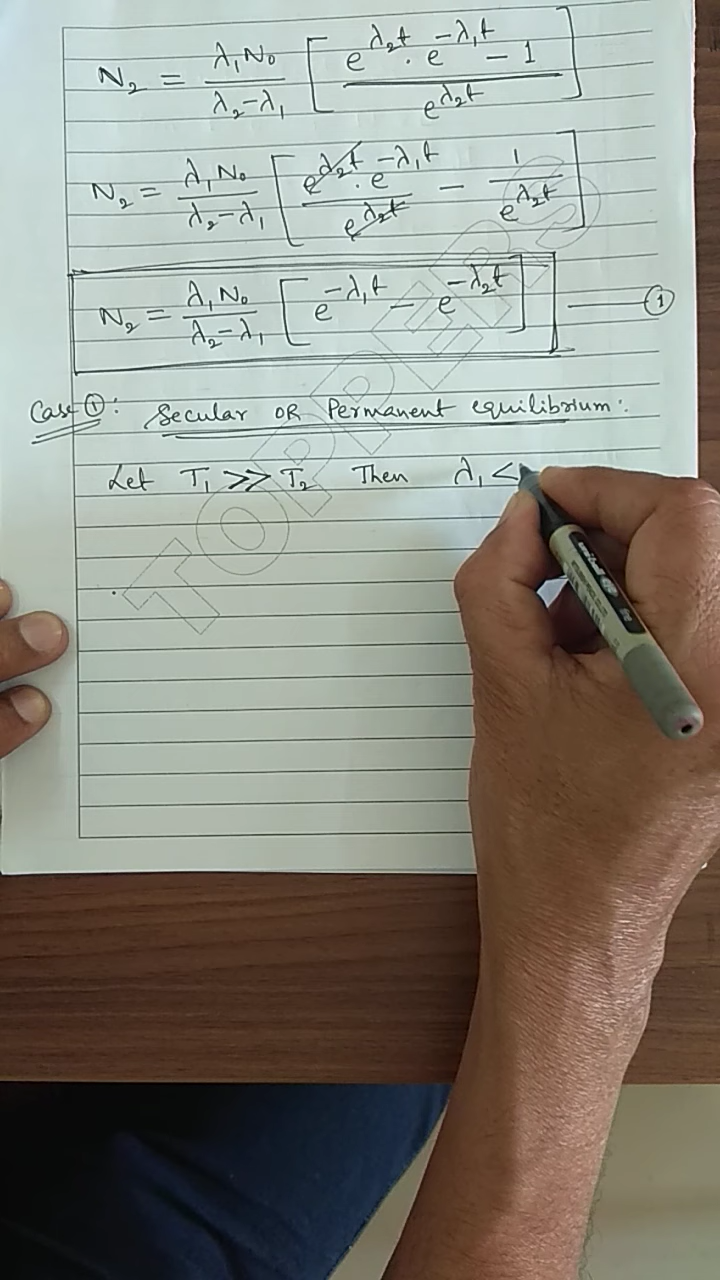 N₂ = λ₁N₀/(λ₂-λ₁) [ (e^(λ₂t) · e^(-λ₁t) - 1)/e^(λ₂t) ]
N₂ = λ₁N₀/(λ₂-λ₁) [ (e^(λ₂t) · e^(-λ₁t))/e^(λ₂t) - 1/e^(λ₂t) ]
N₂ = λ₁N₀/(λ₂-λ₁) [ e^(-λ₁t) - e^(-λ₂t) ] —— ①
Case ①: Secular OR Permanent equilibrium:
Let T₁ >> T₂ Then λ₁ <
TOPPERS